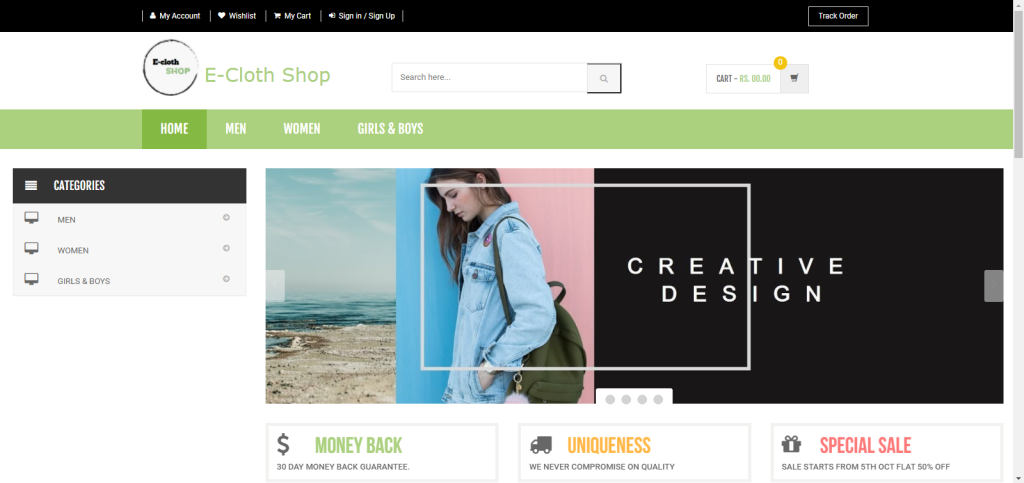 My Account
Wishlist
My Cart
Sign in / Sign Up
Track Order
E-cloth
SHOP
E-Cloth Shop
Search here...
CART - RS. 00.00
0
HOME
MEN
WOMEN
GIRLS & BOYS
CATEGORIES
MEN
WOMEN
GIRLS & BOYS
CREATIVE
DESIGN
MONEY BACK
30 DAY MONEY BACK GUARANTEE.
UNIQUENESS
WE NEVER COMPROMISE ON QUALITY
SPECIAL SALE
SALE STARTS FROM 5TH OCT FLAT 50% OFF